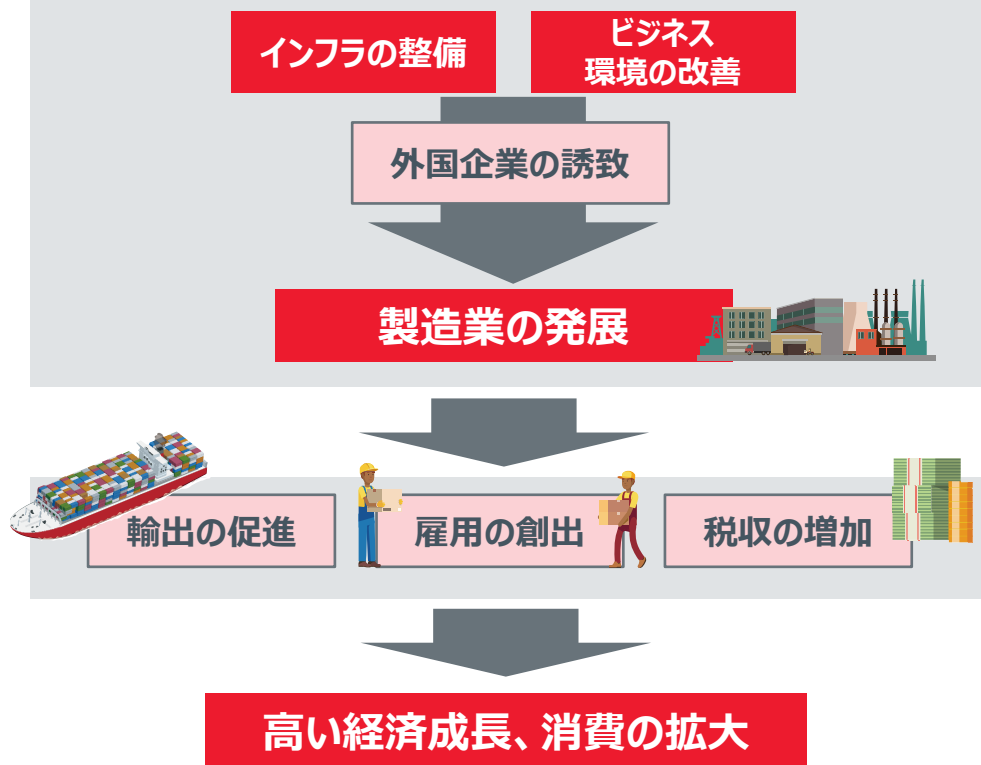 インフラの整備
ビジネス
環境の改善
外国企業の誘致
製造業の発展
輸出の促進
雇用の創出
税収の増加
高い経済成長、消費の拡大